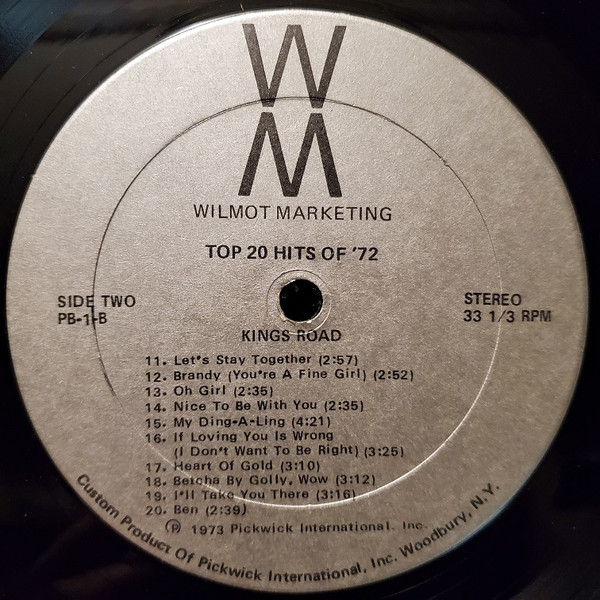 W
M
WILMOT MARKETING
TOP 20 HITS OF '72
SIDE TWO
PB-1-B
STEREO
33 1/3 RPM
KINGS ROAD
11. Let's Stay Together (2:57)
12. Brandy (You're A Fine Girl) (2:52)
13. Oh Girl (2:35)
14. Nice To Be With You (2:35)
15. My Ding-A-Ling (4:21)
16. If Loving You Is Wrong
(I Don't Want To Be Right) (3:25)
17. Heart Of Gold (3:10)
18. Betcha By Golly, Wow (3:12)
19. I'll Take You There (3:16)
20. Ben (2:39)
Ⓟ 1973 Pickwick International. Inc.
Custom Product Of Pickwick International, Inc. Woodbury, N.Y.